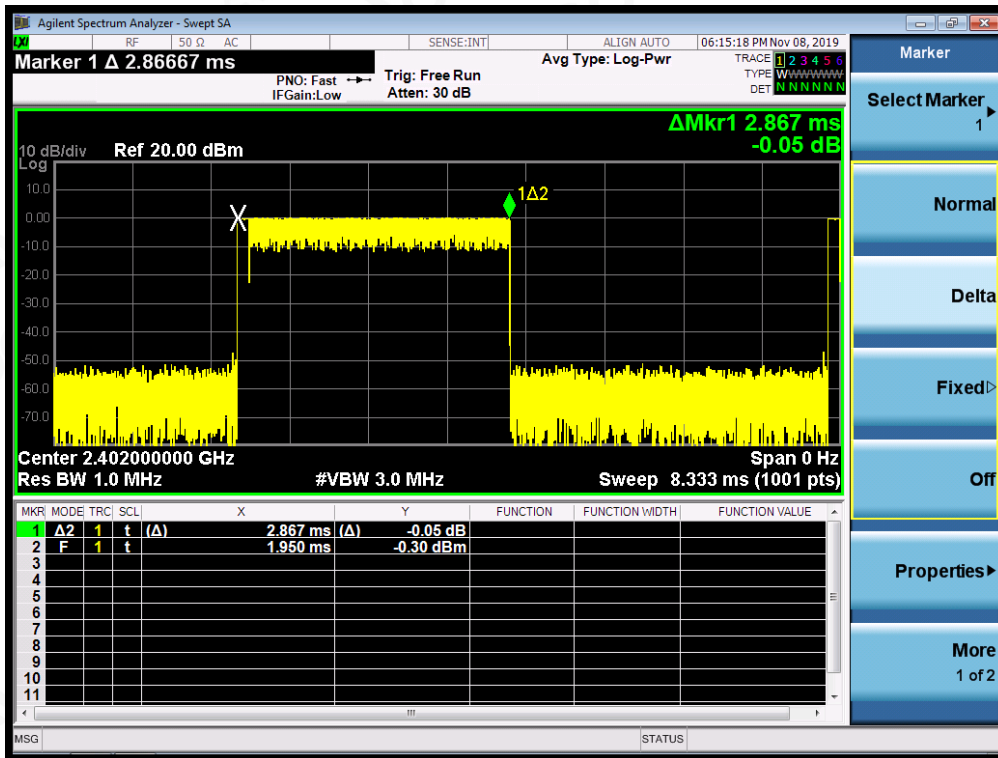 Agilent Spectrum Analyzer - Swept SA
LXI RF 50 Ω AC SENSE:INT ALIGN AUTO 06:15:18 PM Nov 08, 2019
Marker 1 Δ 2.86667 ms
PNO: Fast
IFGain:Low
Trig: Free Run
Atten: 30 dB
Avg Type: Log-Pwr
TRACE 1 2 3 4 5 6
TYPE WWWWWWW
DET N N N N N N
ΔMkr1 2.867 ms
-0.05 dB
10 dB/div Ref 20.00 dBm
Log
10.0
0.00
-10.0
-20.0
-30.0
-40.0
-50.0
-60.0
-70.0
X
1Δ2
Center 2.402000000 GHz Span 0 Hz
Res BW 1.0 MHz #VBW 3.0 MHz Sweep 8.333 ms (1001 pts)
MKR MODE TRC SCL X Y FUNCTION FUNCTION WIDTH FUNCTION VALUE
1 Δ2 1 t (Δ) 2.867 ms (Δ) -0.05 dB
2 F 1 t 1.950 ms -0.30 dBm
3
4
5
6
7
8
9
10
11
MSG STATUS
Marker
Select Marker
1
Normal
Delta
Fixed
Off
Properties
More
1 of 2